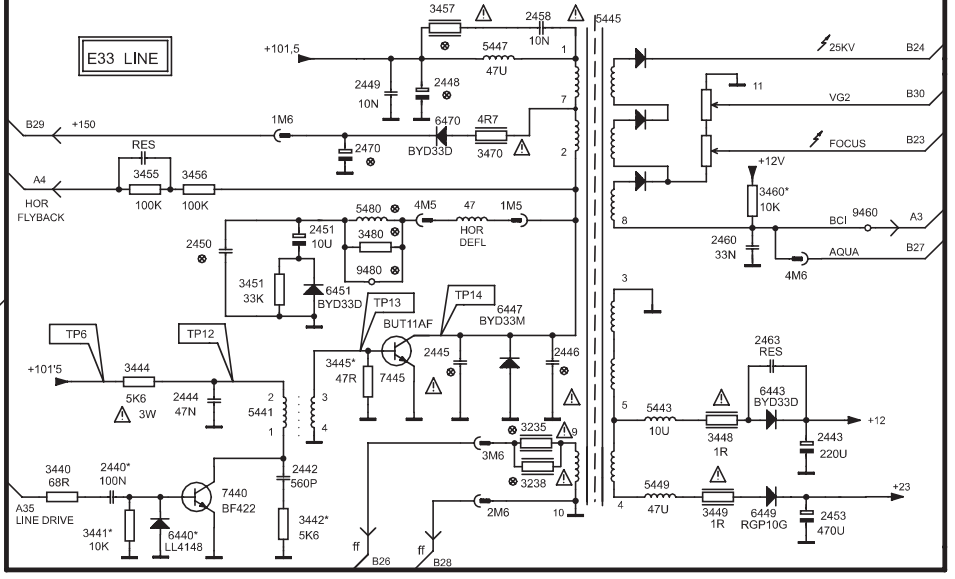 3457
2458
10N
5445
E33 LINE
+101,5
5447
47U
1
25KV
B24
2449
10N
2448
7
11
VG2
B30
B29
+150
1M6
6470
BYD33D
4R7
3470
2470
2
FOCUS
B23
RES
3455
100K
3456
100K
A4
HOR
FLYBACK
+12V
3460*
10K
5480
3480
9480
4M5
47
HOR
DEFL
1M5
8
BCI
9460
A3
2450
2451
10U
2460
33N
AQUA
B27
4M6
3451
33K
6451
BYD33D
TP13
TP14
6447
BYD33M
3
TP6
TP12
BUT11AF
7445
2445
2446
2463
RES
+101'5
3444
5K6
3W
2444
47N
2
5441
1
3
4
3445*
47R
5
5443
10U
3448
1R
6443
BYD33D
+12
2443
220U
3235
3238
9
3M6
3440
68R
2440*
100N
2442
560P
5449
47U
4
3449
1R
6449
RGP10G
+23
2453
470U
A35
LINE DRIVE
3441*
10K
6440*
LL4148
7440
BF422
3442*
5K6
2M6
10
ff
B26
ff
B28